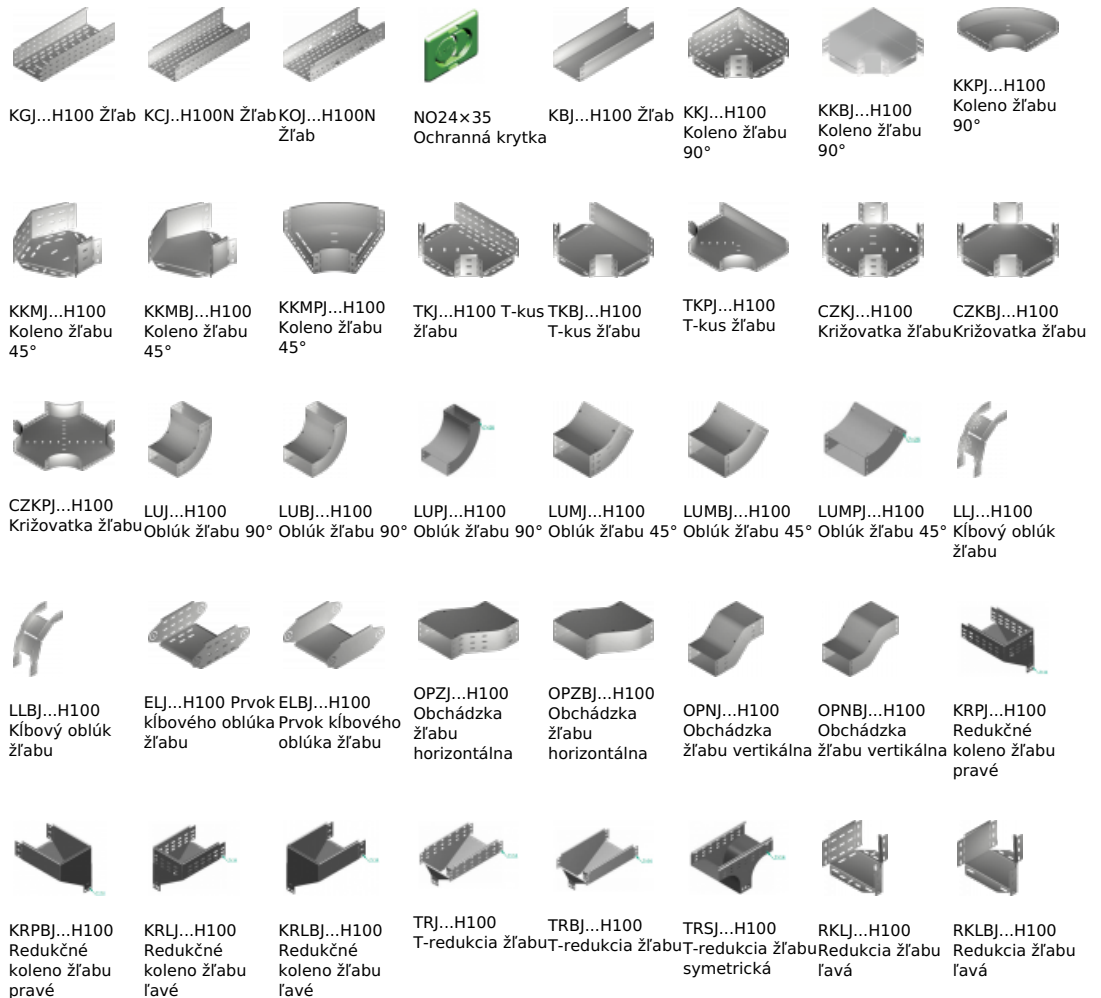 KGJ...H100 Žľab
KCJ..H100N Žľab
KOJ...H100N
Žľab
NO24×35
Ochranná krytka
KBJ...H100 Žľab
KKJ...H100
Koleno žľabu
90°
KKBJ...H100
Koleno žľabu
90°
KKPJ...H100
Koleno žľabu
90°
KKMJ...H100
Koleno žľabu
45°
KKMBJ...H100
Koleno žľabu
45°
KKMPJ...H100
Koleno žľabu
45°
TKJ...H100 T-kus
žľabu
TKBJ...H100
T-kus žľabu
TKPJ...H100
T-kus žľabu
CZKJ...H100
Križovatka žľabu
CZKBJ...H100
Križovatka žľabu
CZKPJ...H100
Križovatka žľabu
LUJ...H100
Oblúk žľabu 90°
LUBJ...H100
Oblúk žľabu 90°
LUPJ...H100
Oblúk žľabu 90°
LUMJ...H100
Oblúk žľabu 45°
LUMBJ...H100
Oblúk žľabu 45°
LUMPJ...H100
Oblúk žľabu 45°
LLJ...H100
Kĺbový oblúk
žľabu
LLBJ...H100
Kĺbový oblúk
žľabu
ELJ...H100 Prvok
kĺbového oblúka
žľabu
ELBJ...H100
Prvok kĺbového
oblúka žľabu
OPZJ...H100
Obchádzka
žľabu
horizontálna
OPZBJ...H100
Obchádzka
žľabu
horizontálna
OPNJ...H100
Obchádzka
žľabu vertikálna
OPNBJ...H100
Obchádzka
žľabu vertikálna
KRPJ...H100
Redukčné
koleno žľabu
pravé
KRPBJ...H100
Redukčné
koleno žľabu
pravé
KRLJ...H100
Redukčné
koleno žľabu
ľavé
KRLBJ...H100
Redukčné
koleno žľabu
ľavé
TRJ...H100
T-redukcia žľabu
TRBJ...H100
T-redukcia žľabu
TRSJ...H100
T-redukcia žľabu
symetrická
RKLJ...H100
Redukcia žľabu
ľavá
RKLBJ...H100
Redukcia žľabu
ľavá